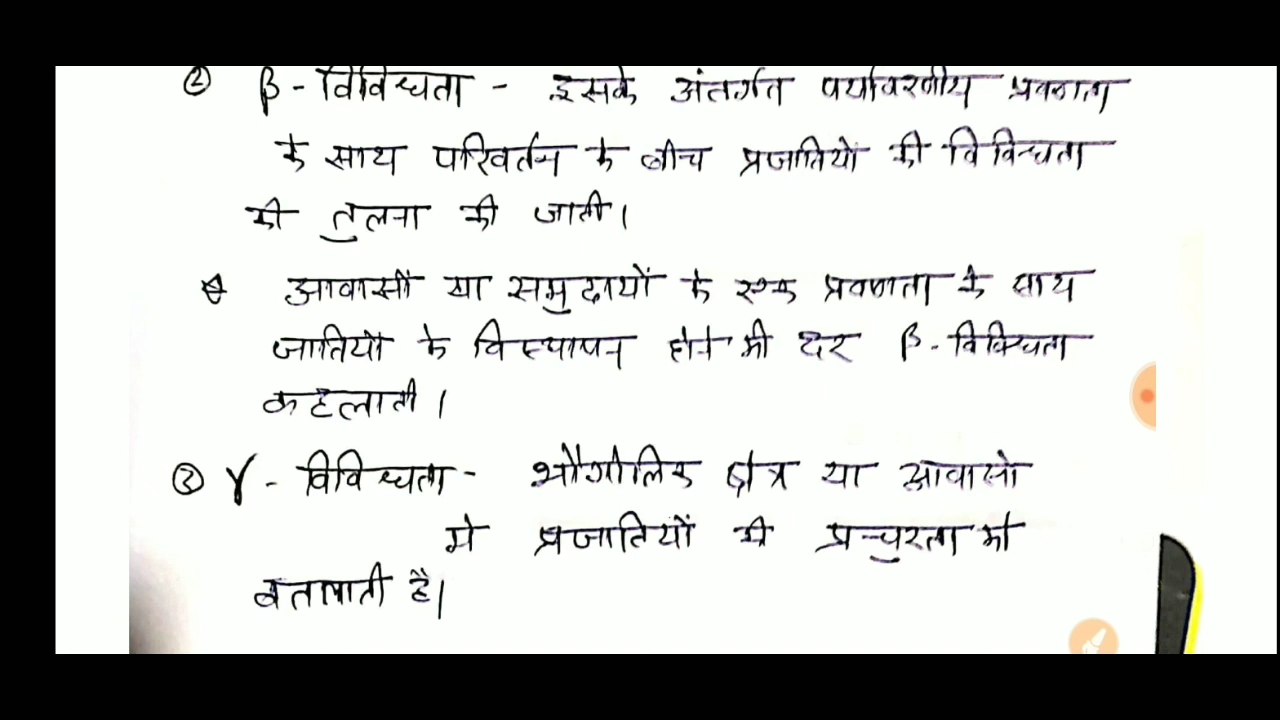 ② β - विविधता - इसके अंतर्गत पर्यावरणीय प्रवणता
के साथ परिवर्तन के बीच प्रजातियो की विविधता
की तुलना की जाती।
आवासों या समुदायों के एक प्रवणता के साथ
जातियो के विस्थापन होने की दर β - विविधता
कहलाती।
③ γ - विविधता - भौगोलिक क्षेत्र या आवासो
मे प्रजातियों की प्रचुरता को
बतलाती है।